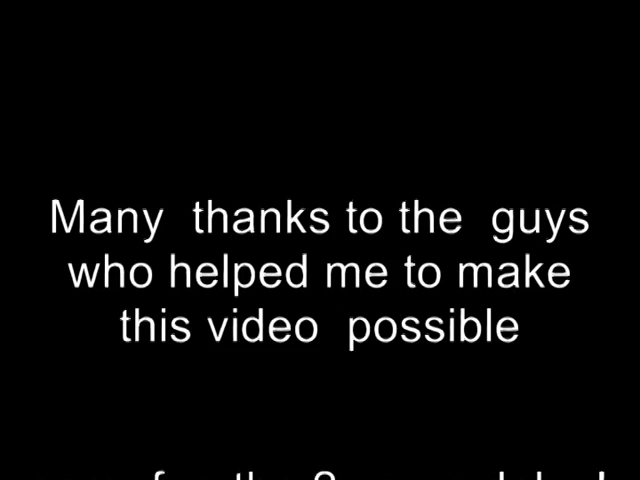 Many  thanks to the  guys
who helped me to make
this video  possible